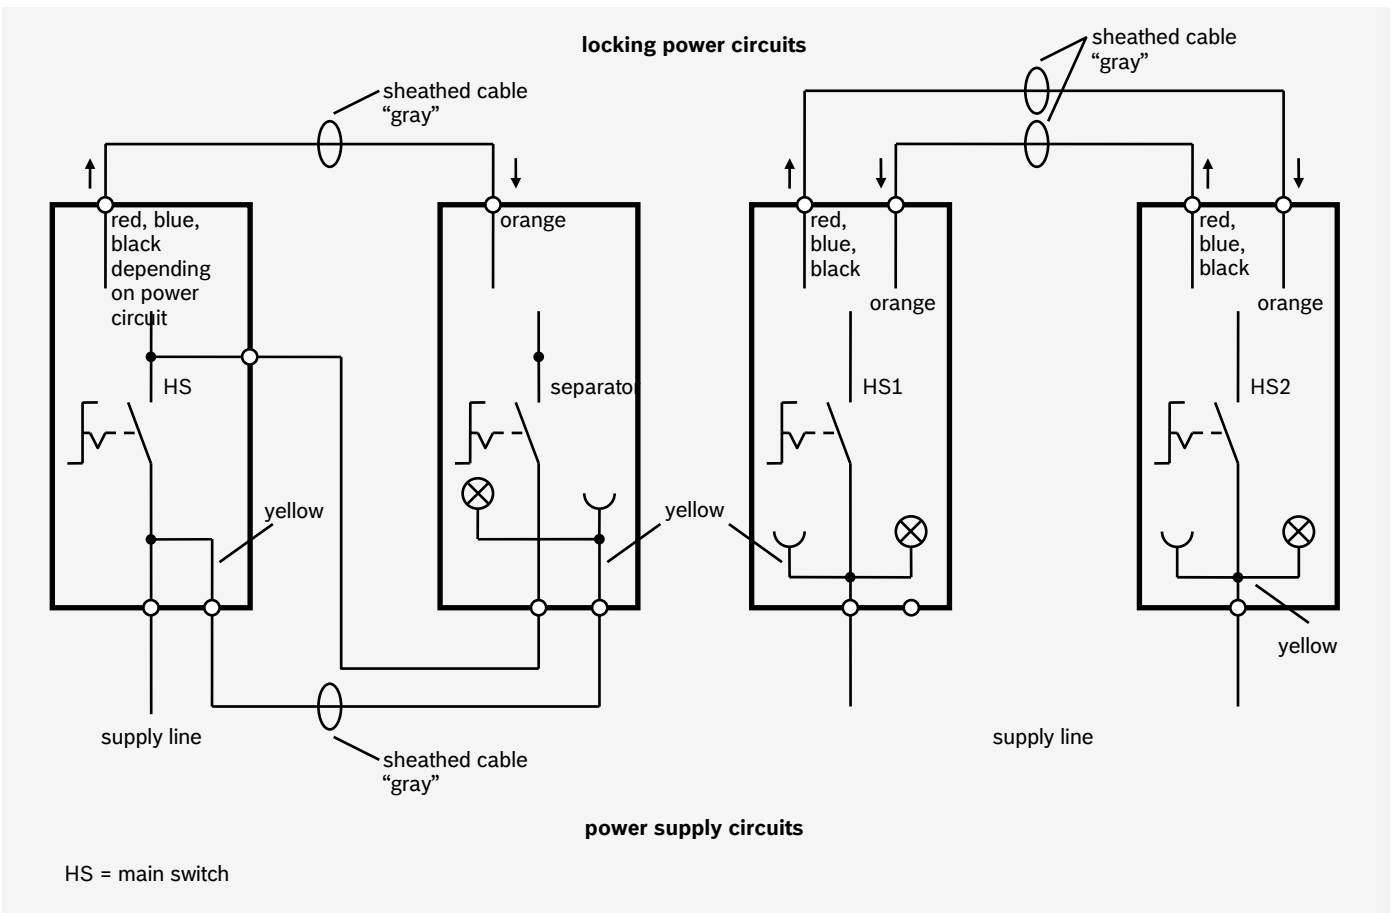 locking power circuits
sheathed cable
“gray”
sheathed cable
“gray”
red, blue,
black
depending
on power
circuit
orange
red,
blue,
black
orange
red,
blue,
black
orange
HS
separator
HS1
HS2
yellow
yellow
yellow
supply line
supply line
sheathed cable
“gray”
power supply circuits
HS = main switch